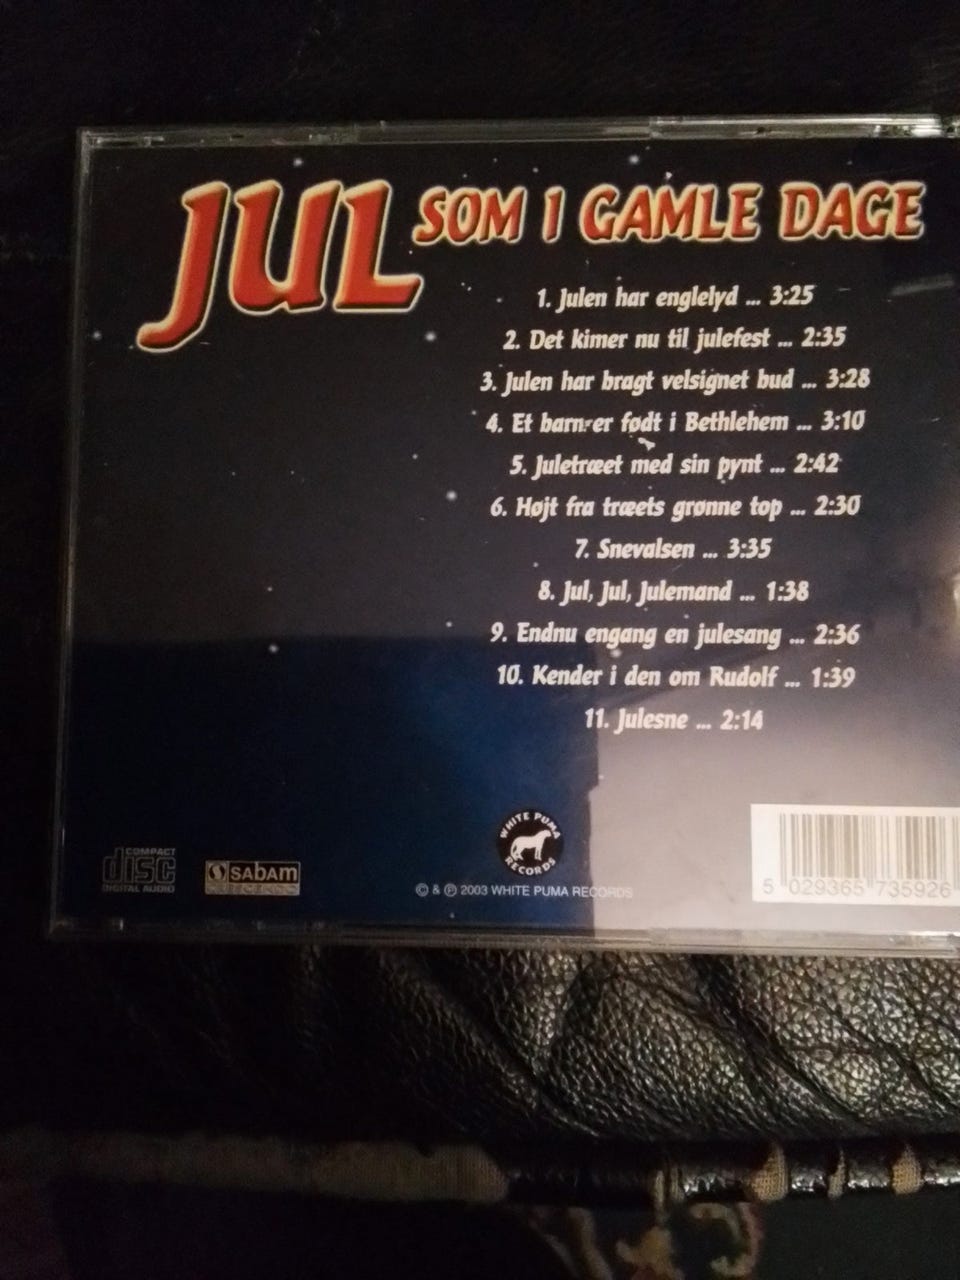 JUL SOM I GAMLE DAGE
1. Julen har englelyd ... 3:25
2. Det kimer nu til julefest ... 2:35
3. Julen har bragt velsignet bud ... 3:28
4. Et barn er født i Bethlehem ... 3:10
5. Juletræet med sin pynt ... 2:42
6. Højt fra træets grønne top ... 2:30
7. Snevalsen ... 3:35
8. Jul, Jul, Julemand ... 1:38
9. Endnu engang en julesang ... 2:36
10. Kender i den om Rudolf ... 1:39
11. Julesne ... 2:14
WHITE PUMA RECORDS
COMPACT
disc
DIGITAL AUDIO
sabam
© & ℗ 2003 WHITE PUMA RECORDS
5 029365 735926